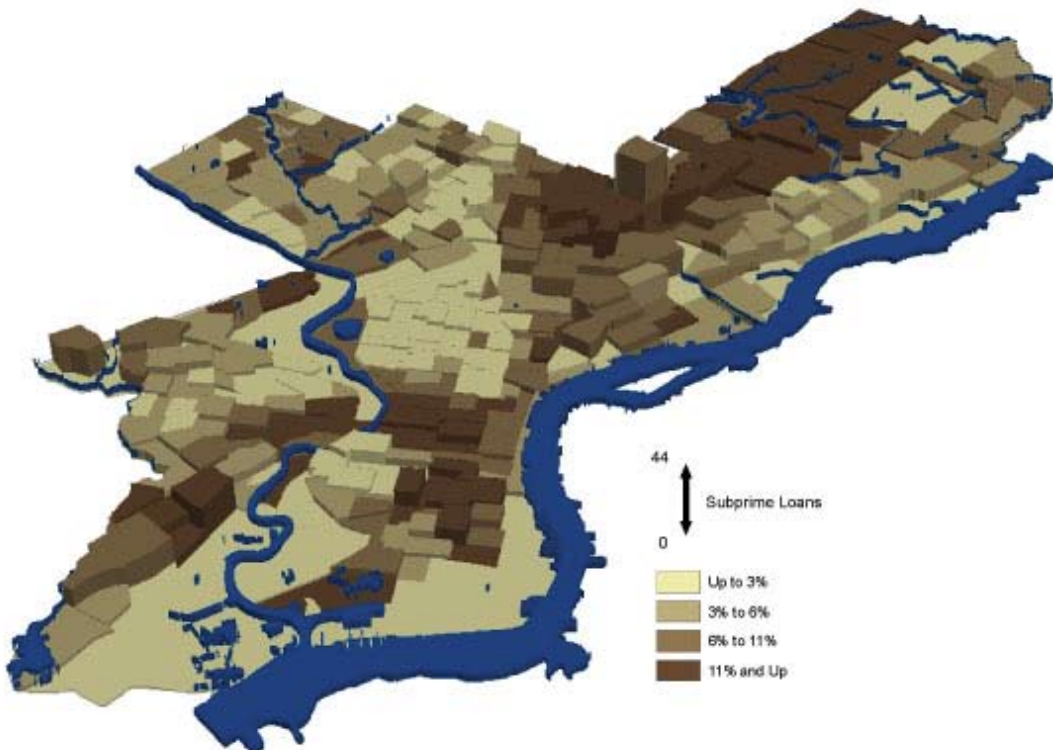 44
Subprime Loans
0
Up to 3%
3% to 6%
6% to 11%
11% and Up